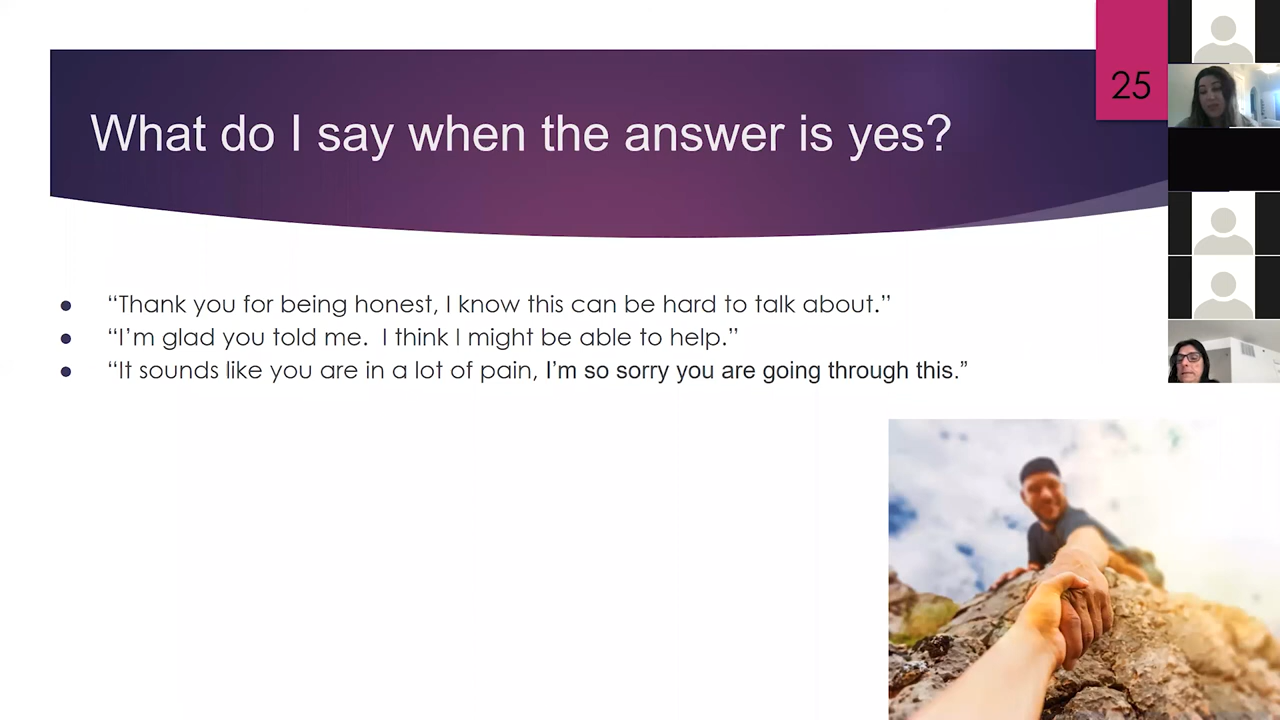 25
What do I say when the answer is yes?
● “Thank you for being honest, I know this can be hard to talk about.”
● “I’m glad you told me.  I think I might be able to help.”
● “It sounds like you are in a lot of pain, I’m so sorry you are going through this.”